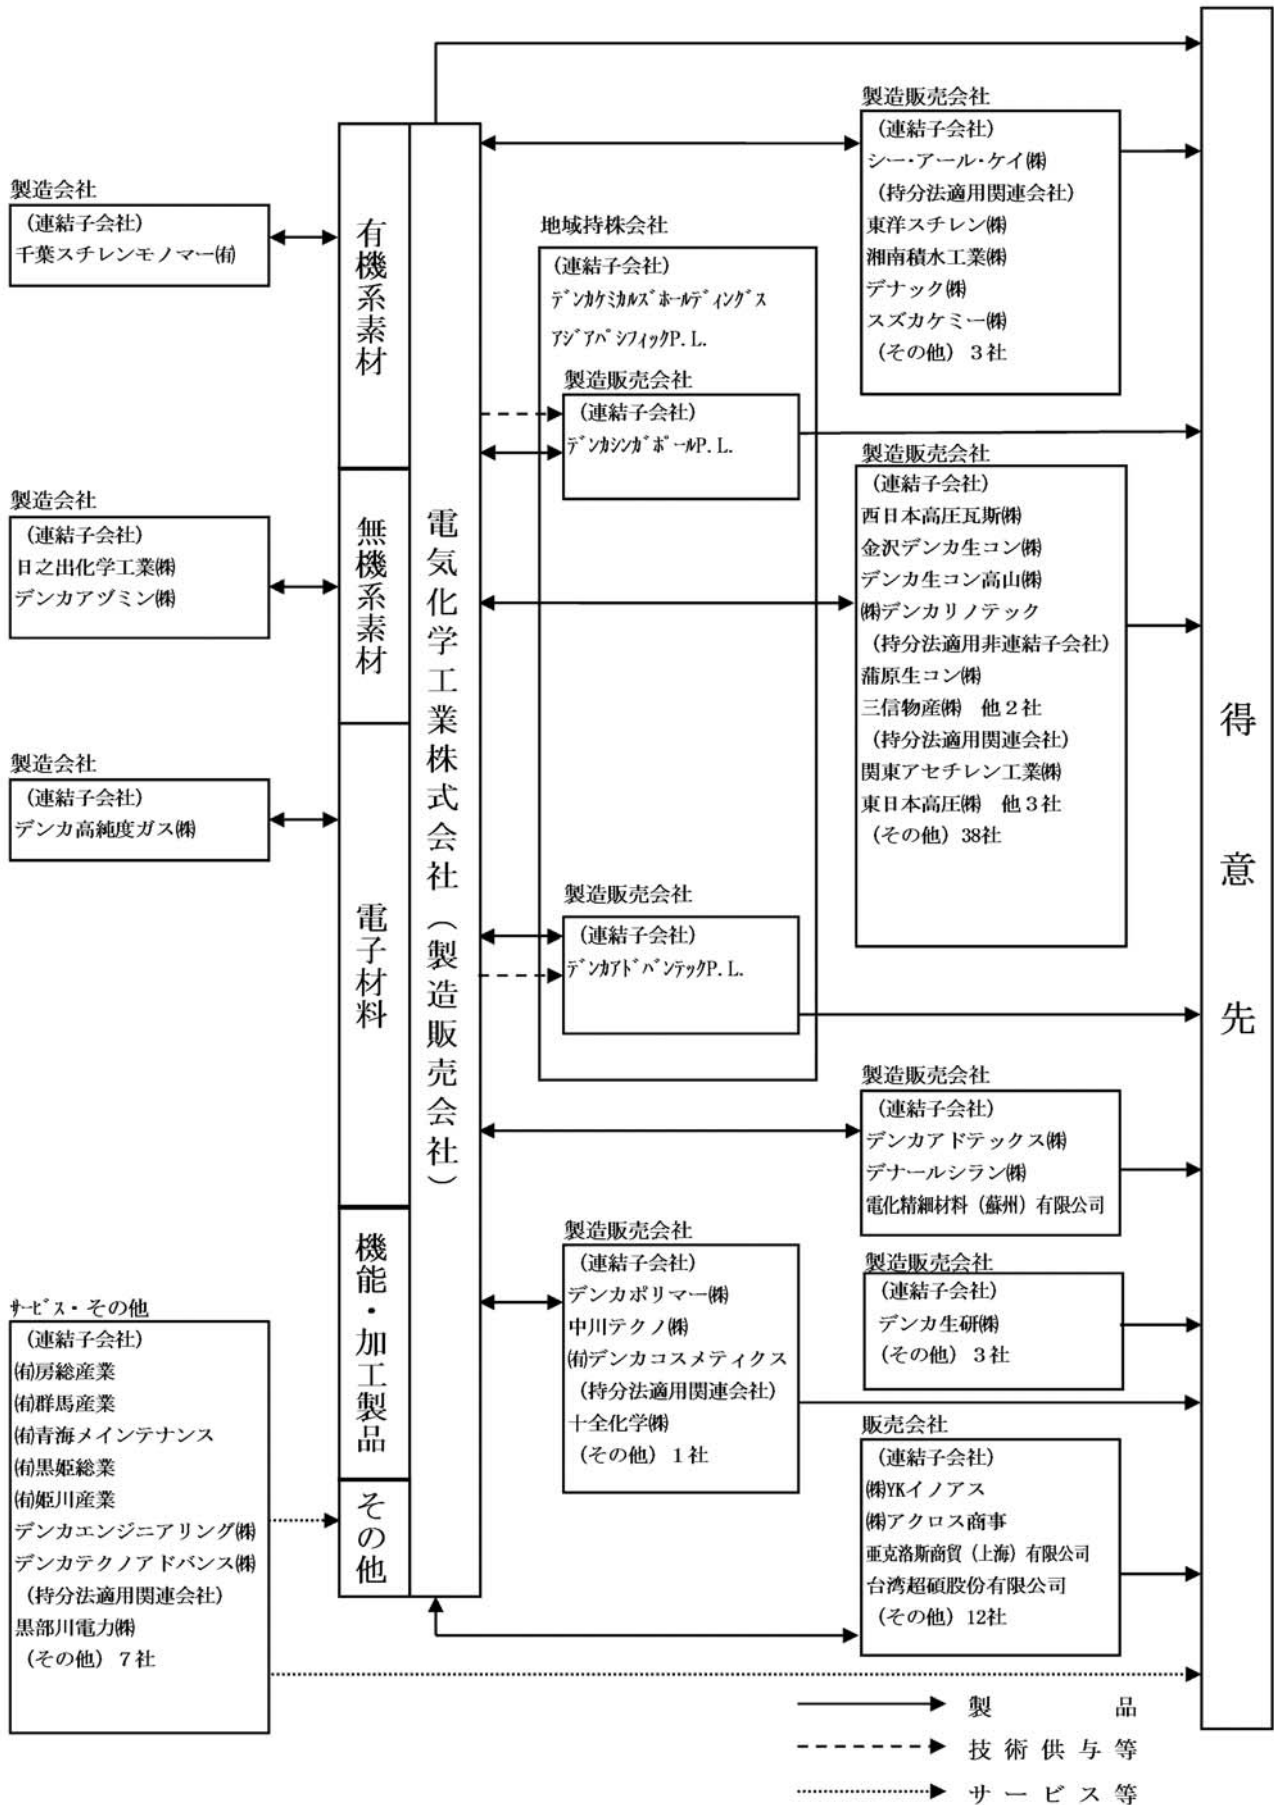 製造会社
（連結子会社）
千葉スチレンモノマー㈲
製造会社
（連結子会社）
日之出化学工業㈱
デンカアヅミン㈱
製造会社
（連結子会社）
デンカ高純度ガス㈱
ｻｰﾋﾞｽ・その他
（連結子会社）
㈲房総産業
㈲群馬産業
㈲青海メインテナンス
㈲黒姫総業
㈲姫川産業
デンカエンジニアリング㈱
デンカテクノアドバンス㈱
（持分法適用関連会社）
黒部川電力㈱
（その他）７社
有機系素材
無機系素材
電子材料
機能・加工製品
その他
電気化学工業株式会社（製造販売会社）
地域持株会社
（連結子会社）
ﾃﾞﾝｶｹﾐｶﾙｽﾞﾎｰﾙﾃﾞｨﾝｸﾞｽ
ｱｼﾞｱﾊﾟｼﾌｨｯｸP.L.
製造販売会社
（連結子会社）
ﾃﾞﾝｶｼﾝｶﾞﾎﾟｰﾙP.L.
製造販売会社
（連結子会社）
ﾃﾞﾝｶｱﾄﾞﾊﾞﾝﾃｯｸP.L.
製造販売会社
（連結子会社）
デンカポリマー㈱
中川テクノ㈱
㈲デンカコスメティクス
（持分法適用関連会社）
十全化学㈱
（その他）１社
製造販売会社
（連結子会社）
シー・アール・ケイ㈱
（持分法適用関連会社）
東洋スチレン㈱
湘南積水工業㈱
デナック㈱
スズカケミー㈱
（その他）３社
製造販売会社
（連結子会社）
西日本高圧瓦斯㈱
金沢デンカ生コン㈱
デンカ生コン高山㈱
㈱デンカリノテック
（持分法適用非連結子会社）
蒲原生コン㈱
三信物産㈱　他２社
（持分法適用関連会社）
関東アセチレン工業㈱
東日本高圧㈱　他３社
（その他）38社
製造販売会社
（連結子会社）
デンカアドテックス㈱
デナールシラン㈱
電化精細材料（蘇州）有限公司
製造販売会社
（連結子会社）
デンカ生研㈱
（その他）３社
販売会社
（連結子会社）
㈱YKイノアス
㈱アクロス商事
亜克洛斯商貿（上海）有限公司
台湾超碩股份有限公司
（その他）12社
得意先
製品
技術供与等
サービス等